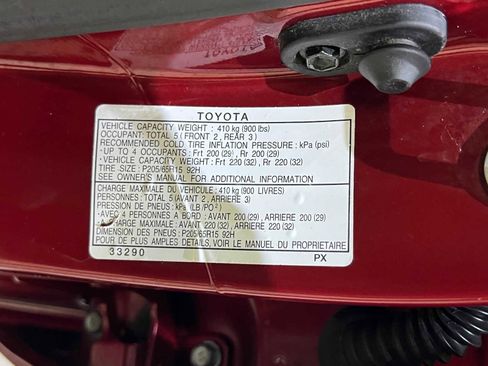 TOYOTA
VEHICLE CAPACITY WEIGHT : 410 kg (900 lbs)
OCCUPANT: TOTAL 5 (FRONT 2 , REAR 3)
RECOMMENDED COLD TIRE INFLATION PRESSURE : kPa (psi)
•UP TO 4 OCCUPANTS : Frt 200 (29) , Rr 200 (29)
•VEHICLE CAPACITY WEIGHT: Frt 220 (32) , Rr 220 (32)
TIRE SIZE : P205/65R15 92H
SEE OWNER'S MANUAL FOR ADDITIONAL INFORMATION
CHARGE MAXIMALE DU VÉHICULE: 410 kg (900 LIVRES)
PERSONNES: TOTAL 5 (AVANT 2 , ARRIERE 3)
PRESSION DE PNEUS: kPa (LB/PO²)
•AVEC 4 PERSONNES A BORD : AVANT 200 (29) , ARRIERE 200 (29)
CHARGE MAXIMALE: AVANT 220 (32) , ARRIERE 220 (32)
DIMENSION DES PNEUS : P205/65R15 92H
POUR DE PLUS AMPLES DETAILS, VOIR LE MANUEL DU PROPRIETAIRE
33290 PX